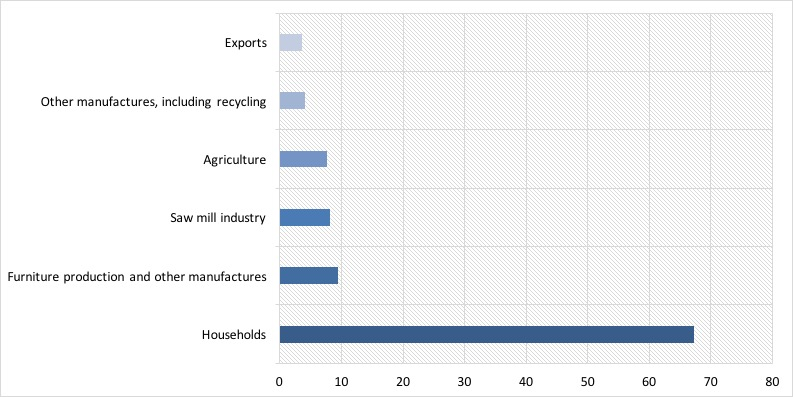 Exports
Other manufactures, including recycling
Agriculture
Saw mill industry
Furniture production and other manufactures
Households
0 10 20 30 40 50 60 70 80